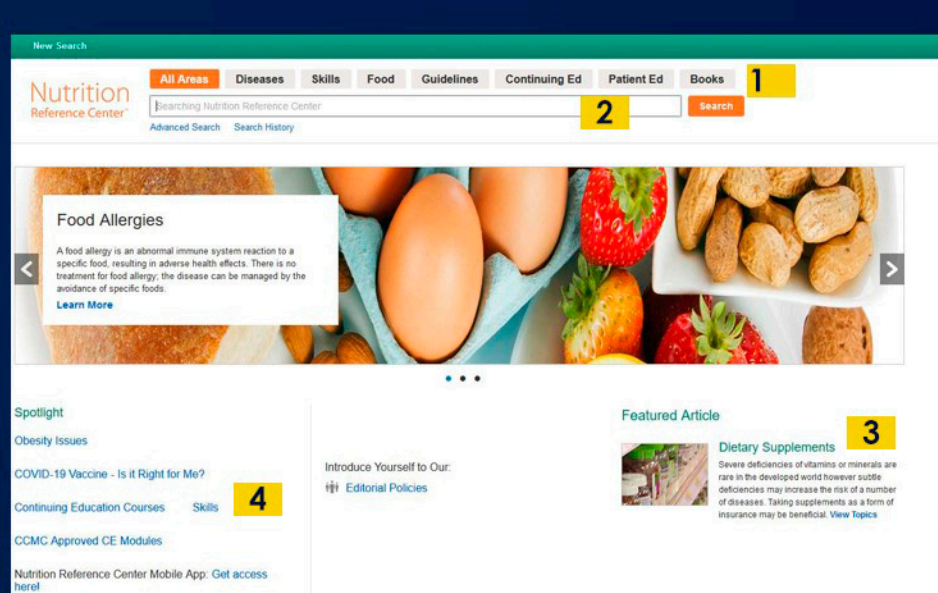 New Search
All Areas Diseases Skills Food Guidelines Continuing Ed Patient Ed Books 1
Nutrition
Reference Center
Searching Nutrition Reference Center 2 Search
Advanced Search Search History
Food Allergies
A food allergy is an abnormal immune system reaction to a
specific food, resulting in adverse health effects. There is no
treatment for food allergy; the disease can be managed by the
avoidance of specific foods.
Learn More
Spotlight
Obesity Issues
COVID-19 Vaccine - Is it Right for Me?
Continuing Education Courses Skills 4
CCMC Approved CE Modules
Nutrition Reference Center Mobile App: Get access
here!
Introduce Yourself to Our:
Editorial Policies
Featured Article
Dietary Supplements 3
Severe deficiencies of vitamins or minerals are
rare in the developed world however subtle
deficiencies may increase the risk of a number
of diseases. Taking supplements as a form of
insurance may be beneficial. View Topics